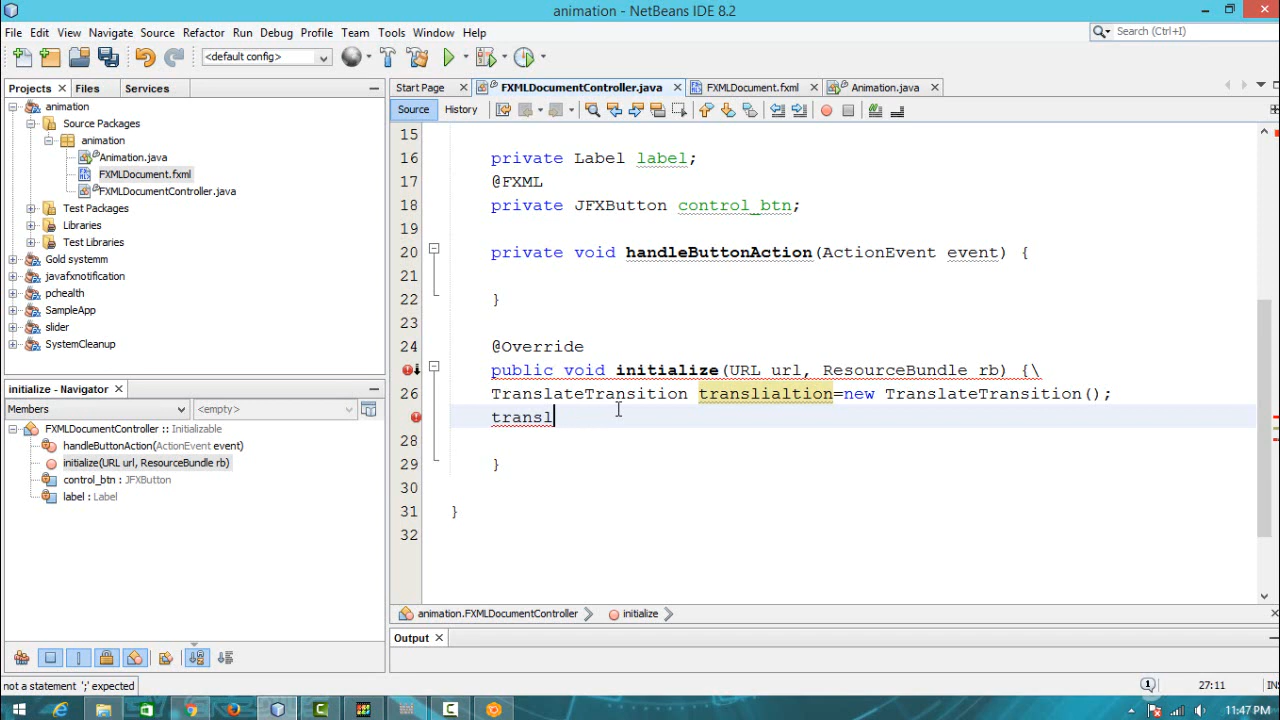 animation - NetBeans IDE 8.2
File Edit View Navigate Source Refactor Run Debug Profile Team Tools Window Help
Search (Ctrl+I)
<default config>
Projects Files Services
animation
Source Packages
animation
Animation.java
FXMLDocument.fxml
FXMLDocumentController.java
Test Packages
Libraries
Test Libraries
Gold systemm
javafxnotification
pchealth
SampleApp
slider
SystemCleanup
initialize - Navigator
Members <empty>
FXMLDocumentController :: Initializable
handleButtonAction(ActionEvent event)
initialize(URL url, ResourceBundle rb)
control_btn : JFXButton
label : Label
Start Page FXMLDocumentController.java FXMLDocument.fxml Animation.java
Source History
15
16 private Label label;
17 @FXML
18 private JFXButton control_btn;
19
20 private void handleButtonAction(ActionEvent event) {
21
22 }
23
24 @Override
public void initialize(URL url, ResourceBundle rb) {\
26 TranslateTransition translialtion=new TranslateTransition();
transl
28
29 }
30
31 }
32
animation.FXMLDocumentController initialize
Output
not a statement ';' expected
1 27:11 INS
11:47 PM